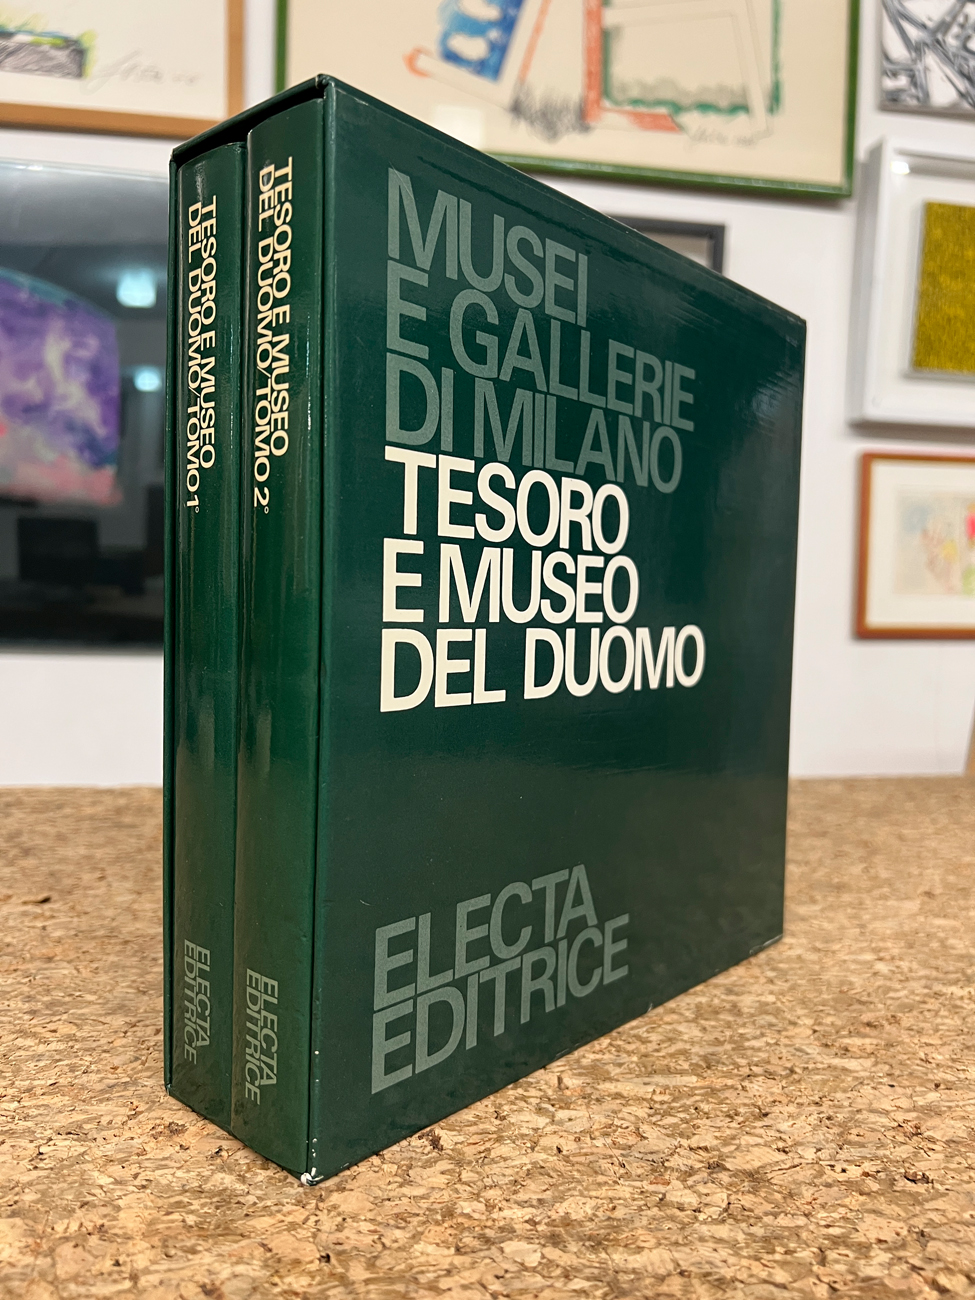 TESORO E MUSEO
DEL DUOMO/TOMO 1°
ELECTA
EDITRICE
TESORO E MUSEO
DEL DUOMO/TOMO 2°
ELECTA
EDITRICE
MUSEI
E GALLERIE
DI MILANO
TESORO
E MUSEO
DEL DUOMO
ELECTA
EDITRICE